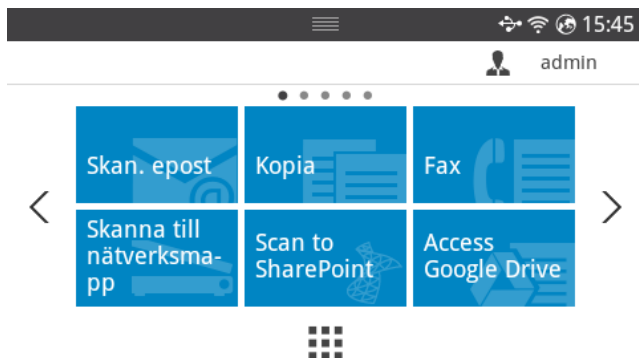 15:45
admin
Skan. epost
Kopia
Fax
Skanna till
nätverksma-
pp
Scan to
SharePoint
Access
Google Drive